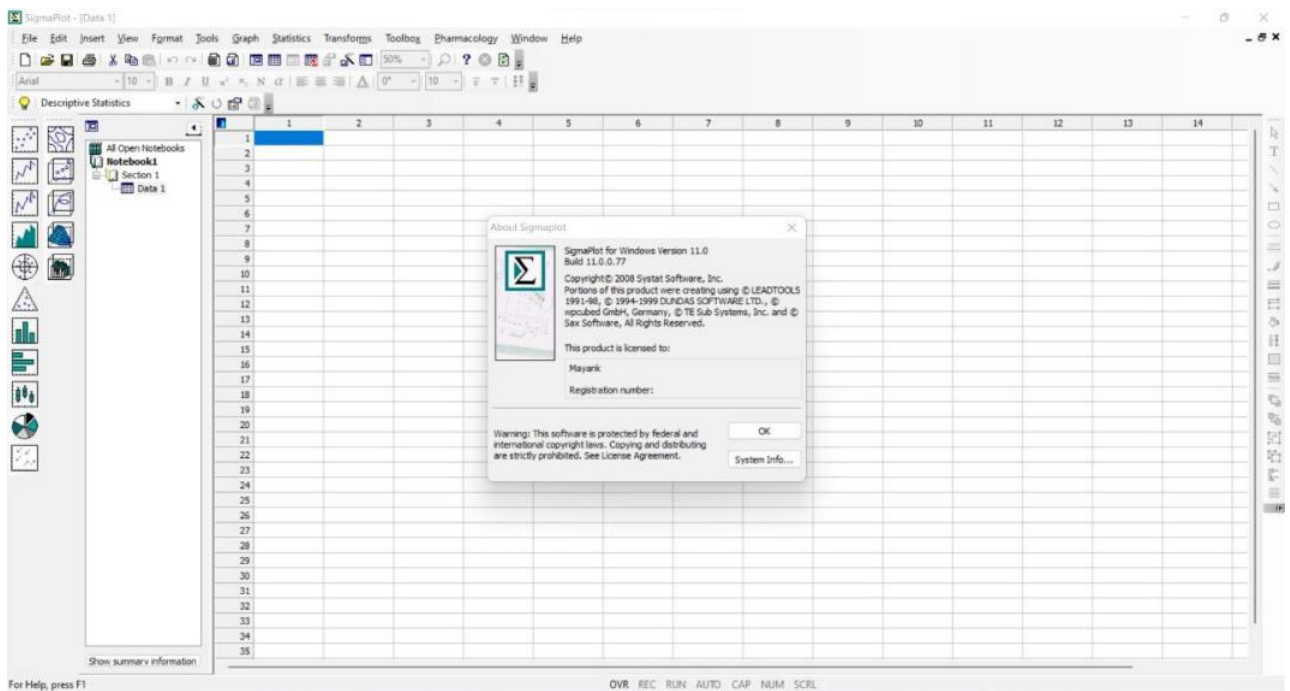 SigmaPlot - [Data 1]
File Edit Insert View Format Tools Graph Statistics Transforms Toolbox Pharmacology Window Help
50%
Arial 10 B I U N α A 0° 10
Descriptive Statistics
All Open Notebooks
Notebook1
Section 1
Data 1
Show summary information
1 2 3 4 5 6 7 8 9 10 11 12 13 14
1
2
3
4
5
6
7
8
9
10
11
12
13
14
15
16
17
18
19
20
21
22
23
24
25
26
27
28
29
30
31
32
33
34
35
About Sigmaplot
SigmaPlot for Windows Version 11.0
Build 11.0.0.77
Copyright© 2008 Systat Software, Inc.
Portions of this product were creating using © LEADTOOLS
1991-98, © 1994-1999 DUNDAS SOFTWARE LTD., ©
wpcubed GmbH, Germany, © TE Sub Systems, Inc. and ©
Sax Software, All Rights Reserved.
This product is licensed to:
Mayank
Registration number:
Warning: This software is protected by federal and
international copyright laws. Copying and distributing
are strictly prohibited. See License Agreement.
OK
System Info...
For Help, press F1
OVR REC RUN AUTO CAP NUM SCRL